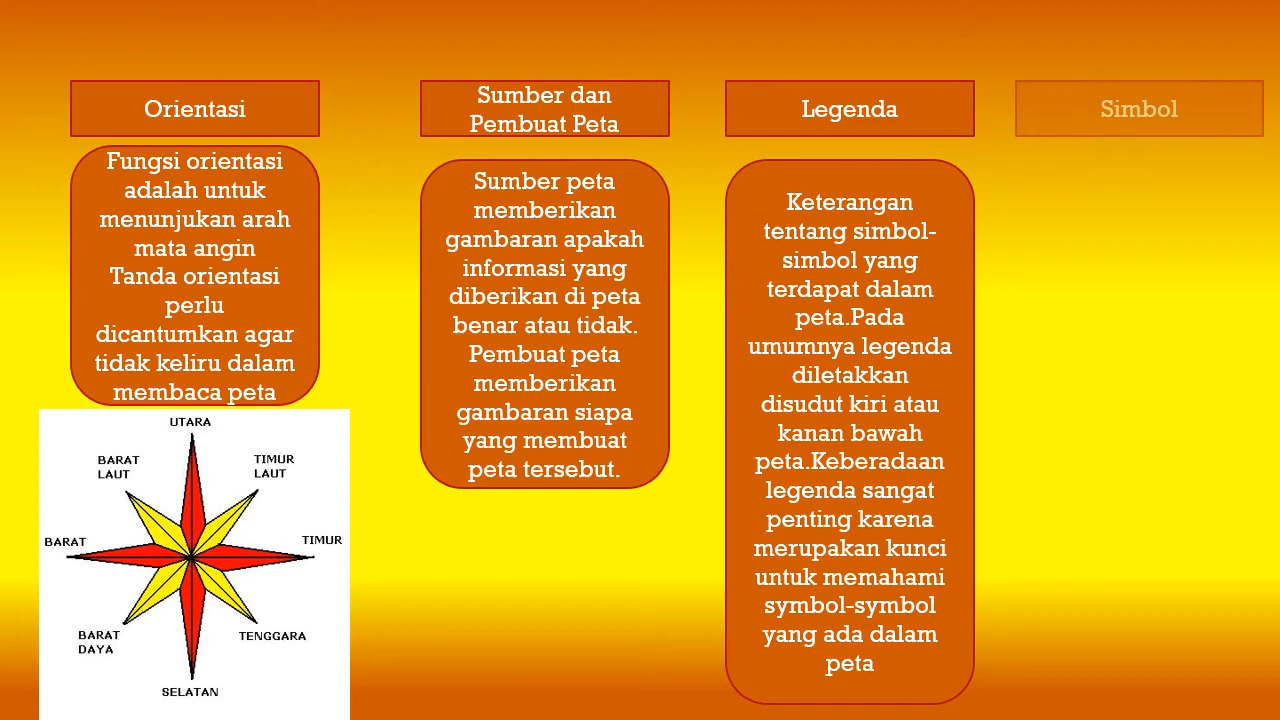 Orientasi
Fungsi orientasi
adalah untuk
menunjukan arah
mata angin
Tanda orientasi
perlu
dicantumkan agar
tidak keliru dalam
membaca peta
UTARA
BARAT
LAUT
TIMUR
LAUT
BARAT
TIMUR
BARAT
DAYA
TENGGARA
SELATAN
Sumber dan
Pembuat Peta
Sumber peta
memberikan
gambaran apakah
informasi yang
diberikan di peta
benar atau tidak.
Pembuat peta
memberikan
gambaran siapa
yang membuat
peta tersebut.
Legenda
Keterangan
tentang simbol-
simbol yang
terdapat dalam
peta.Pada
umumnya legenda
diletakkan
disudut kiri atau
kanan bawah
peta.Keberadaan
legenda sangat
penting karena
merupakan kunci
untuk memahami
symbol-symbol
yang ada dalam
peta
Simbol